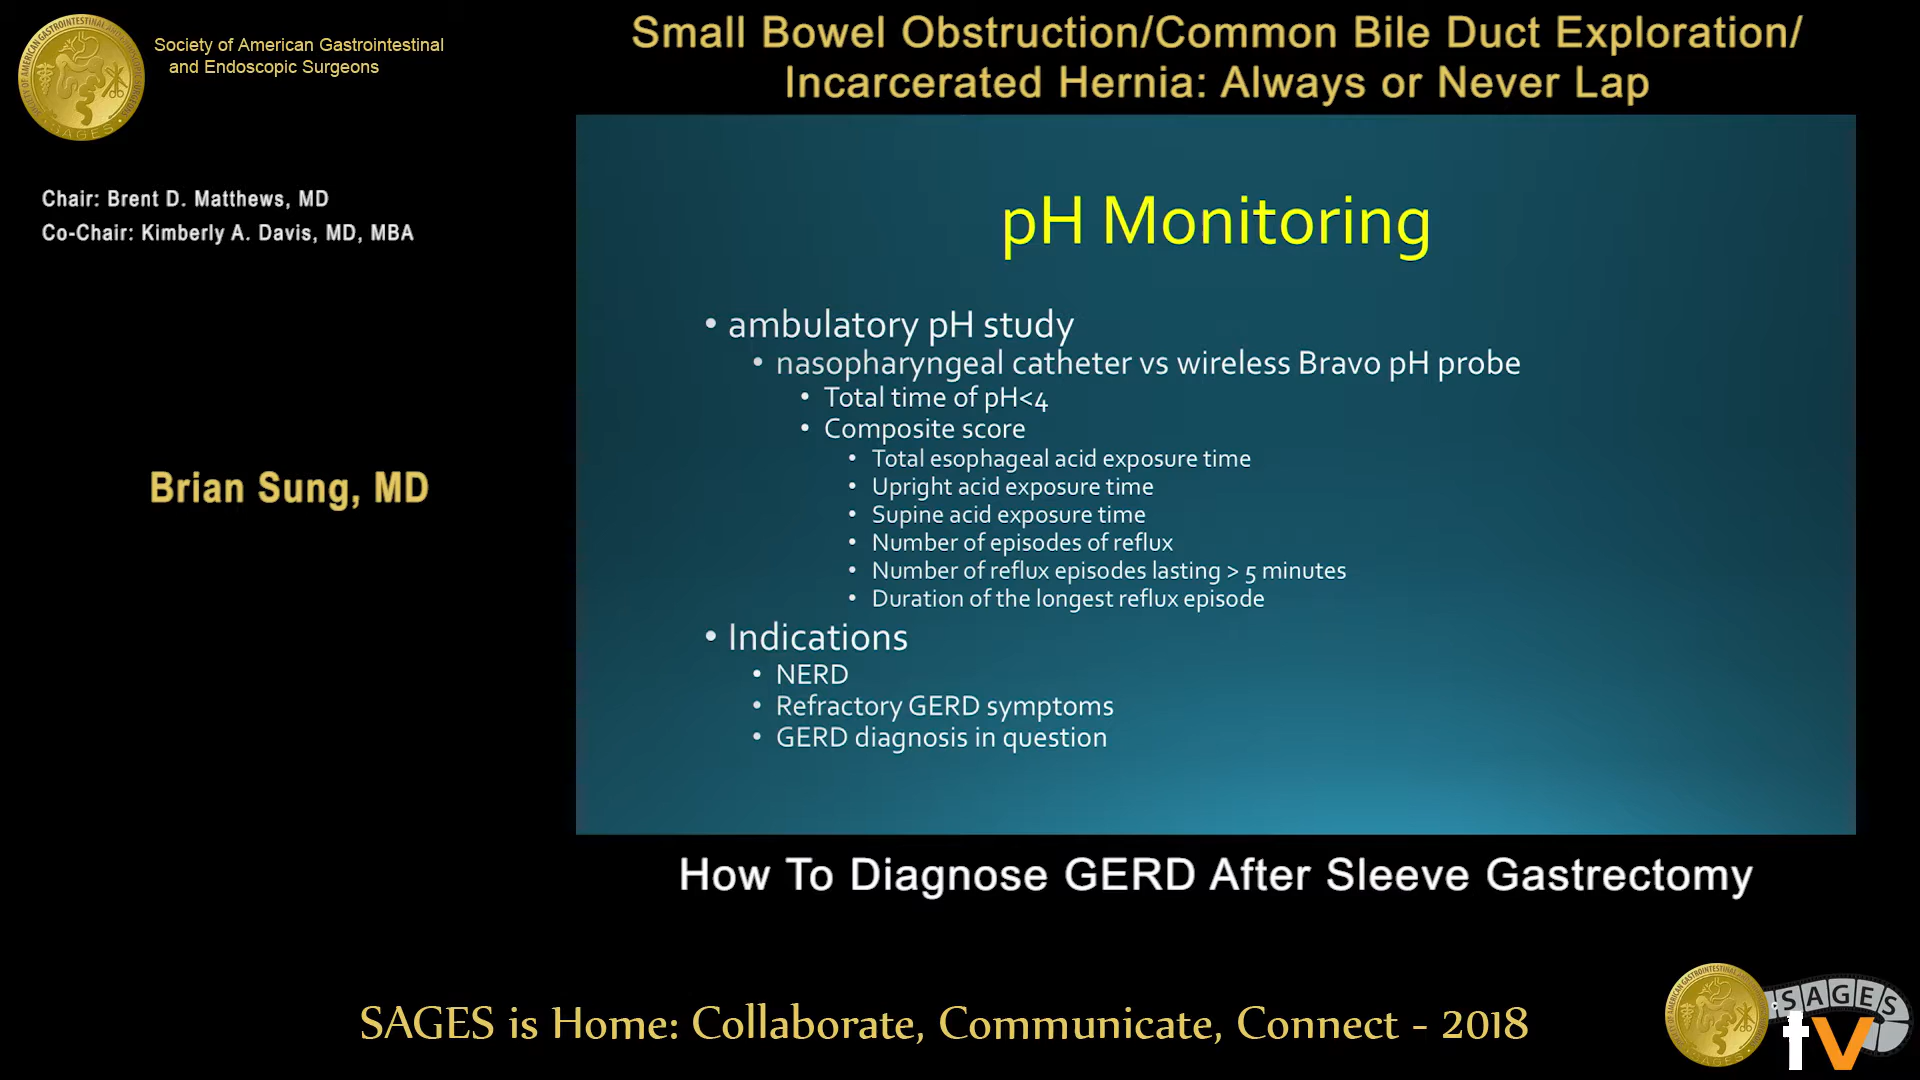 Society of American Gastrointestinal
and Endoscopic Surgeons
Small Bowel Obstruction/Common Bile Duct Exploration/
Incarcerated Hernia: Always or Never Lap
Chair: Brent D. Matthews, MD
Co-Chair: Kimberly A. Davis, MD, MBA
Brian Sung, MD
pH Monitoring
• ambulatory pH study
• nasopharyngeal catheter vs wireless Bravo pH probe
• Total time of pH<4
• Composite score
• Total esophageal acid exposure time
• Upright acid exposure time
• Supine acid exposure time
• Number of episodes of reflux
• Number of reflux episodes lasting > 5 minutes
• Duration of the longest reflux episode
• Indications
• NERD
• Refractory GERD symptoms
• GERD diagnosis in question
How To Diagnose GERD After Sleeve Gastrectomy
SAGES is Home: Collaborate, Communicate, Connect - 2018
SAGES
tv